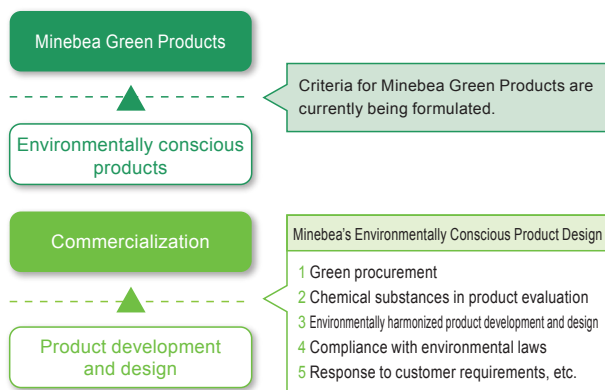 Minebea Green Products
Criteria for Minebea Green Products are
currently being formulated.
Environmentally conscious
products
Commercialization
Minebea's Environmentally Conscious Product Design
1 Green procurement
2 Chemical substances in product evaluation
3 Environmentally harmonized product development and design
4 Compliance with environmental laws
5 Response to customer requirements, etc.
Product development
and design